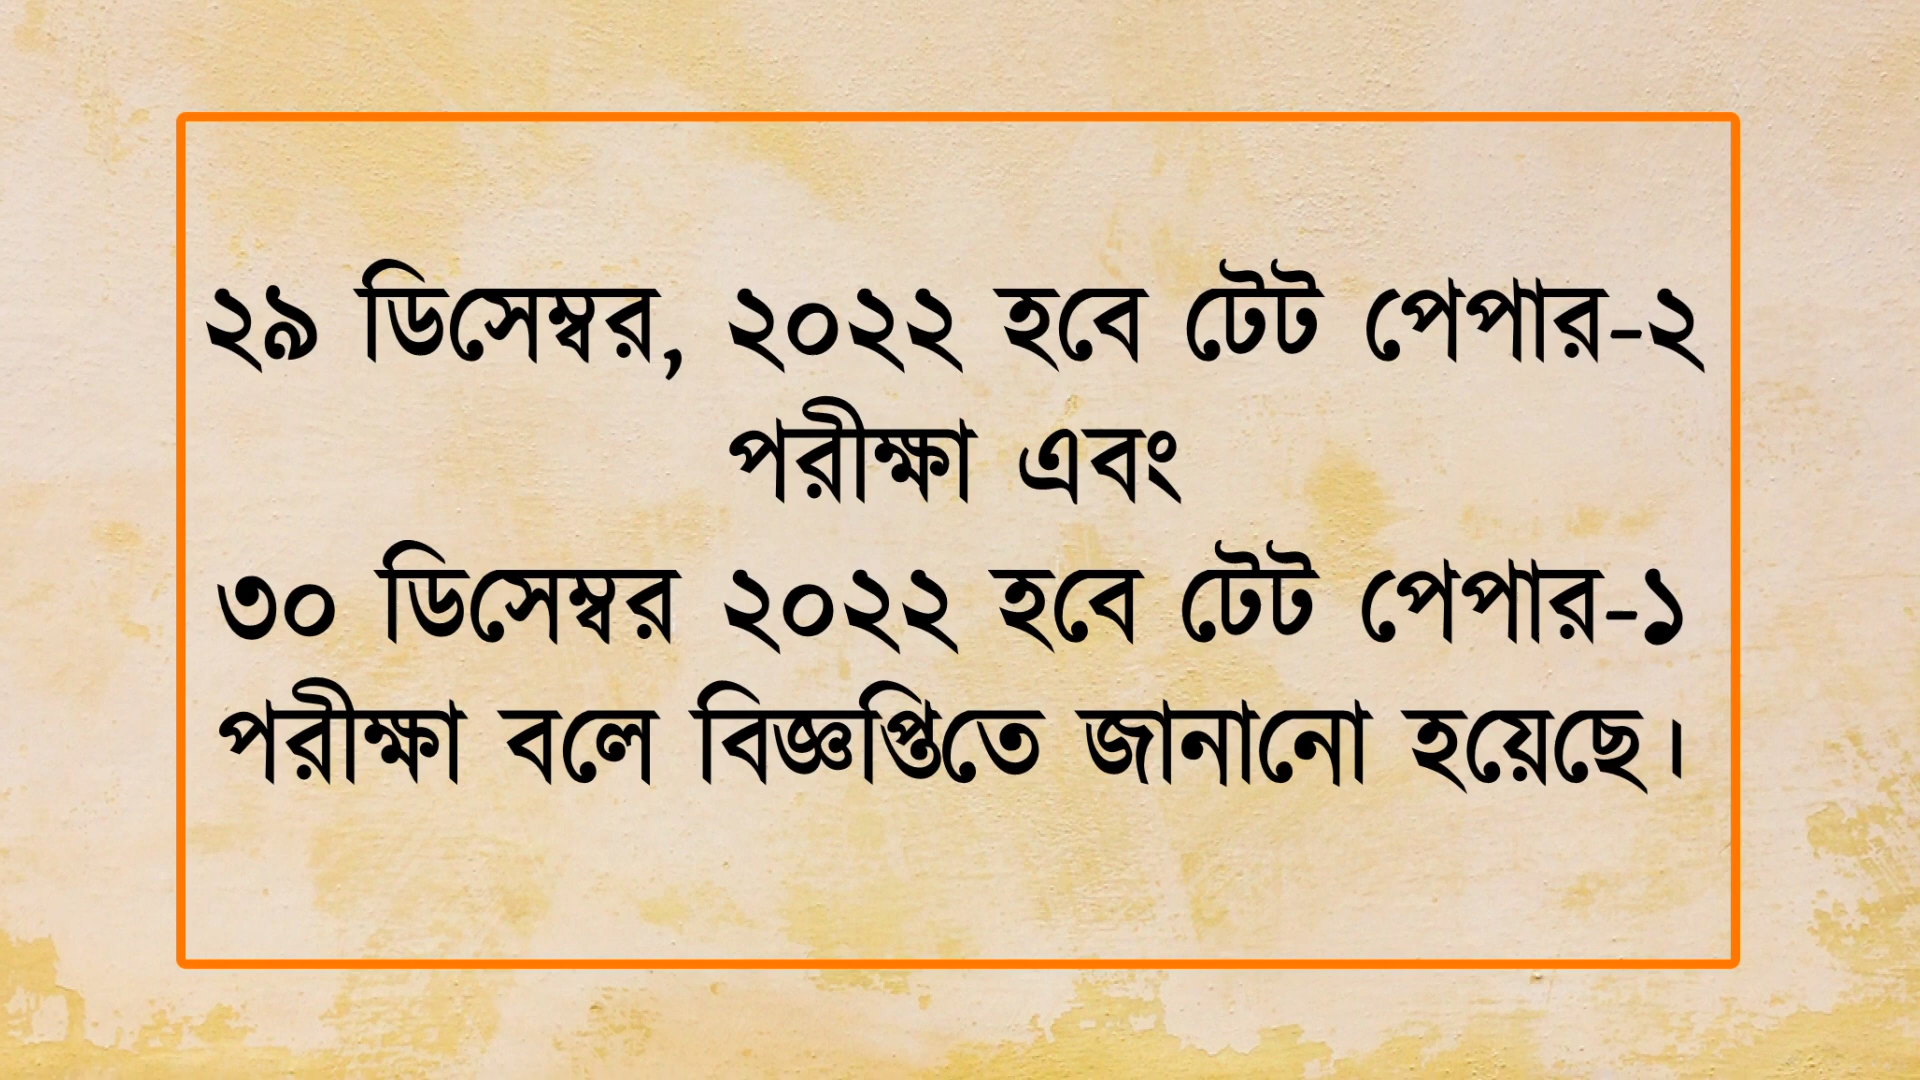 ২৯ ডিসেম্বর, ২০২২ হবে টেট পেপার-২
পরীক্ষা এবং
৩০ ডিসেম্বর ২০২২ হবে টেট পেপার-১
পরীক্ষা বলে বিজ্ঞপ্তিতে জানানো হয়েছে।